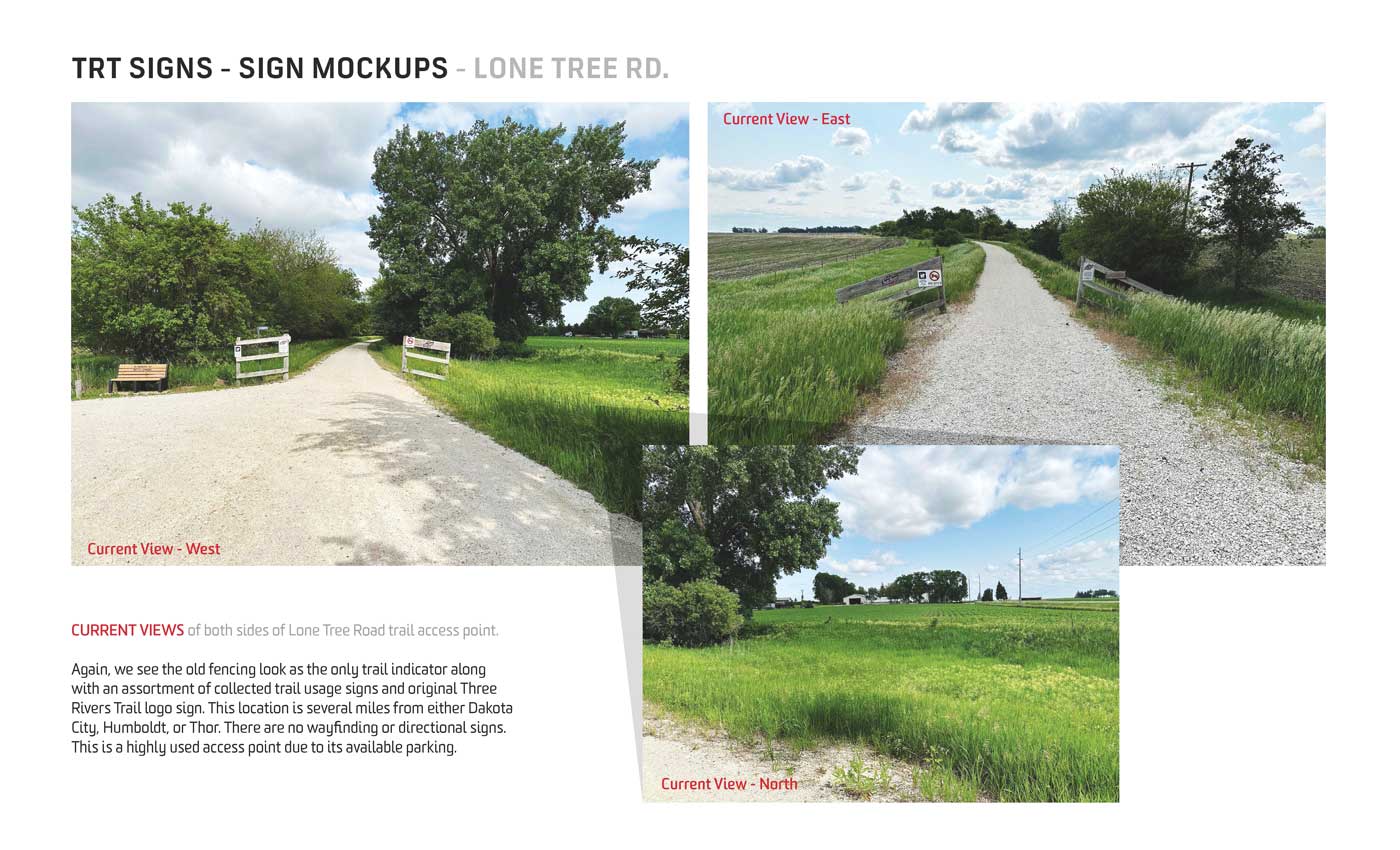 TRT SIGNS - SIGN MOCKUPS - LONE TREE RD.
Current View - East
Current View - West
CURRENT VIEWS of both sides of Lone Tree Road trail access point.
Again, we see the old fencing look as the only trail indicator along
with an assortment of collected trail usage signs and original Three
Rivers Trail logo sign. This location is several miles from either Dakota
City, Humboldt, or Thor. There are no wayfinding or directional signs.
This is a highly used access point due to its available parking.
Current View - North